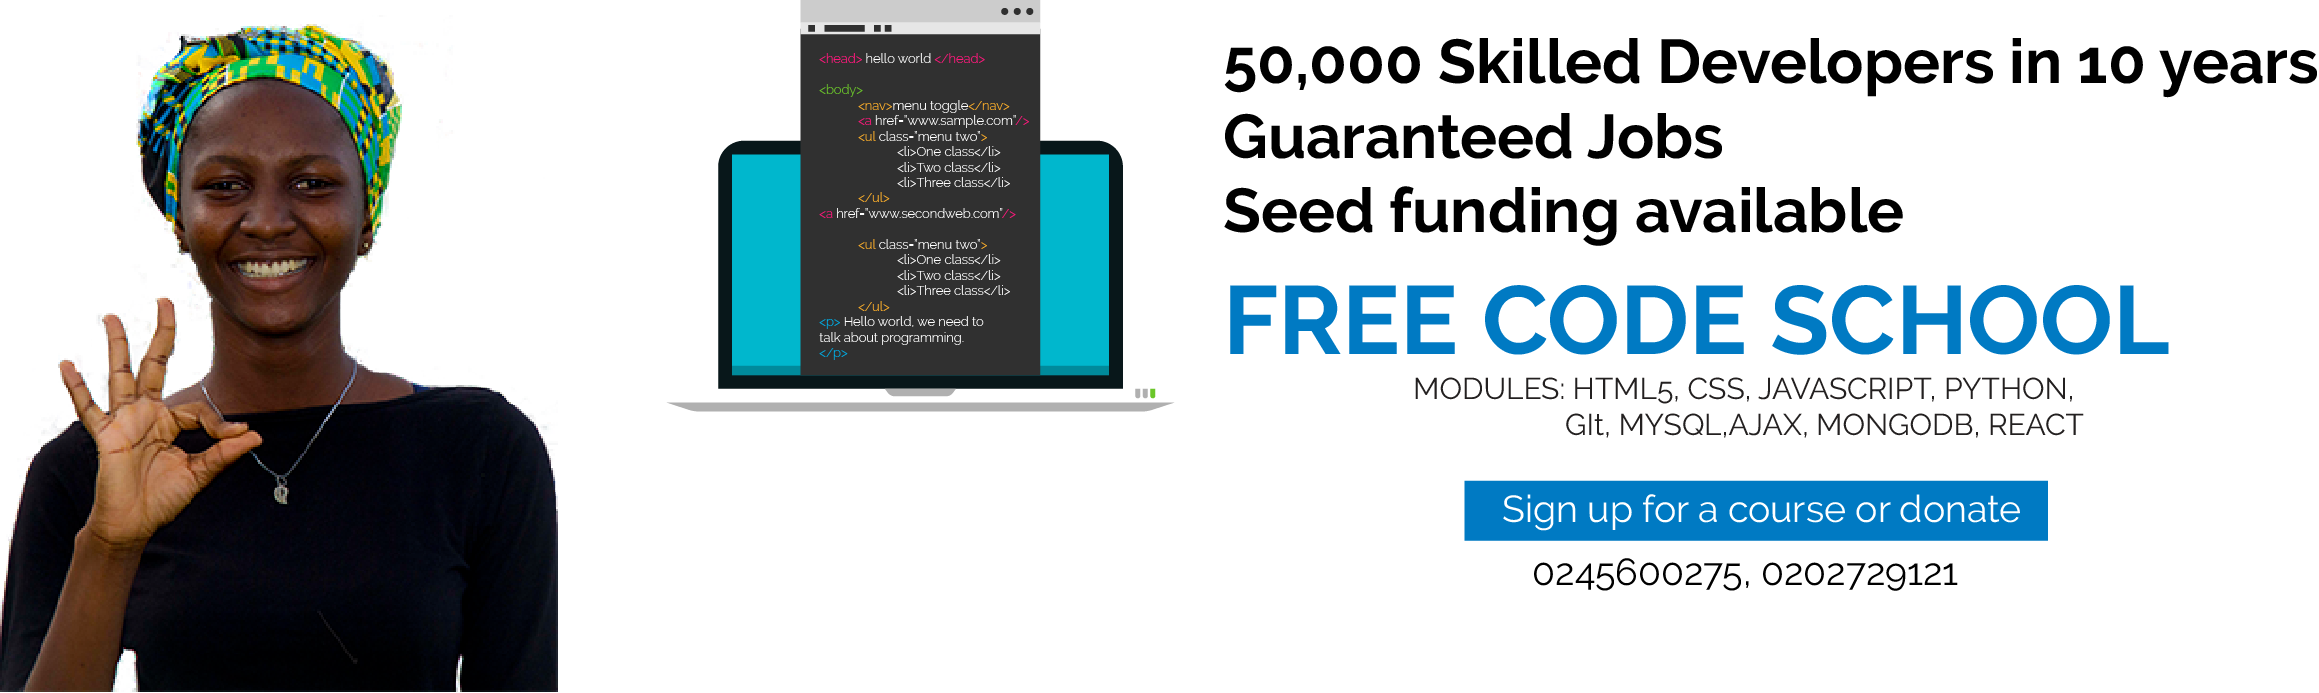 <head> hello world </head>
<body>
<nav>menu toggle</nav>
<a href="www.sample.com"/>
<ul class="menu two">
<li>One class</li>
<li>Two class</li>
<li>Three class</li>
</ul>
<a href="www.secondweb.com"/>
<ul class="menu two">
<li>One class</li>
<li>Two class</li>
<li>Three class</li>
</ul>
<p> Hello world, we need to
talk about programming.
</p>
50,000 Skilled Developers in 10 years
Guaranteed Jobs
Seed funding available
FREE CODE SCHOOL
MODULES: HTML5, CSS, JAVASCRIPT, PYTHON,
GIt, MYSQL,AJAX, MONGODB, REACT
Sign up for a course or donate
0245600275, 0202729121